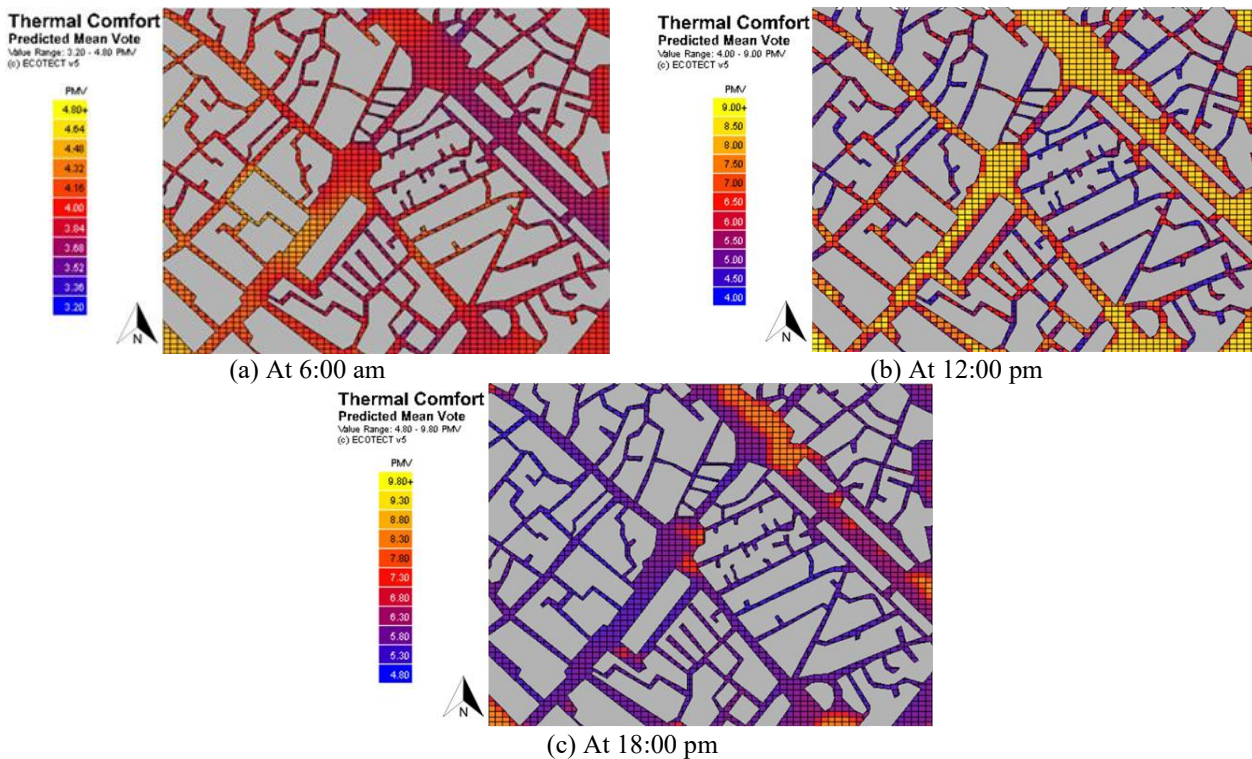 Thermal Comfort
Predicted Mean Vote
Value Range: 3.20 - 4.80 PMV
(c) ECOTECT v5
PMV
4.80+
4.64
4.48
4.32
4.16
4.00
3.84
3.68
3.52
3.36
3.20
N
(a) At 6:00 am
Thermal Comfort
Predicted Mean Vote
Value Range: 4.00 - 9.00 PMV
(c) ECOTECT v5
PMV
9.00+
8.50
8.00
7.50
7.00
6.50
6.00
5.50
5.00
4.50
4.00
N
(b) At 12:00 pm
Thermal Comfort
Predicted Mean Vote
Value Range: 4.80 - 9.80 PMV
(c) ECOTECT v5
PMV
9.80+
9.30
8.80
8.30
7.80
7.30
6.80
6.30
5.80
5.30
4.80
N
(c) At 18:00 pm